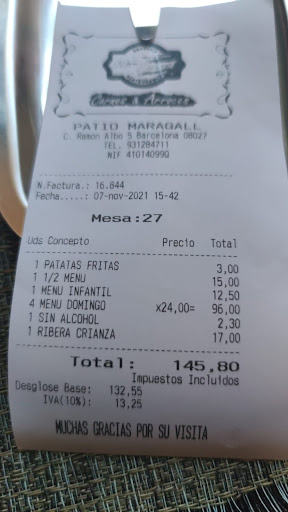 Carnes & Arroces
PATIO MARAGALL
C. Ramon Albo 5 Barcelona 08027
TEL. 931284711
NIF 41014099Q
N.Factura.: 16.844
Fecha.....: 07-nov-2021 15-42
Mesa:27
Uds Concepto Precio Total
1 PATATAS FRITAS 3,00
1 1/2 MENU 15,00
1 MENU INFANTIL 12,50
4 MENU DOMINGO x24,00= 96,00
1 SIN ALCOHOL 2,30
1 RIBERA CRIANZA 17,00
Total: 145,80
Impuestos Incluidos
Desglose Base: 132,55
IVA(10%): 13,25
MUCHAS GRACIAS POR SU VISITA